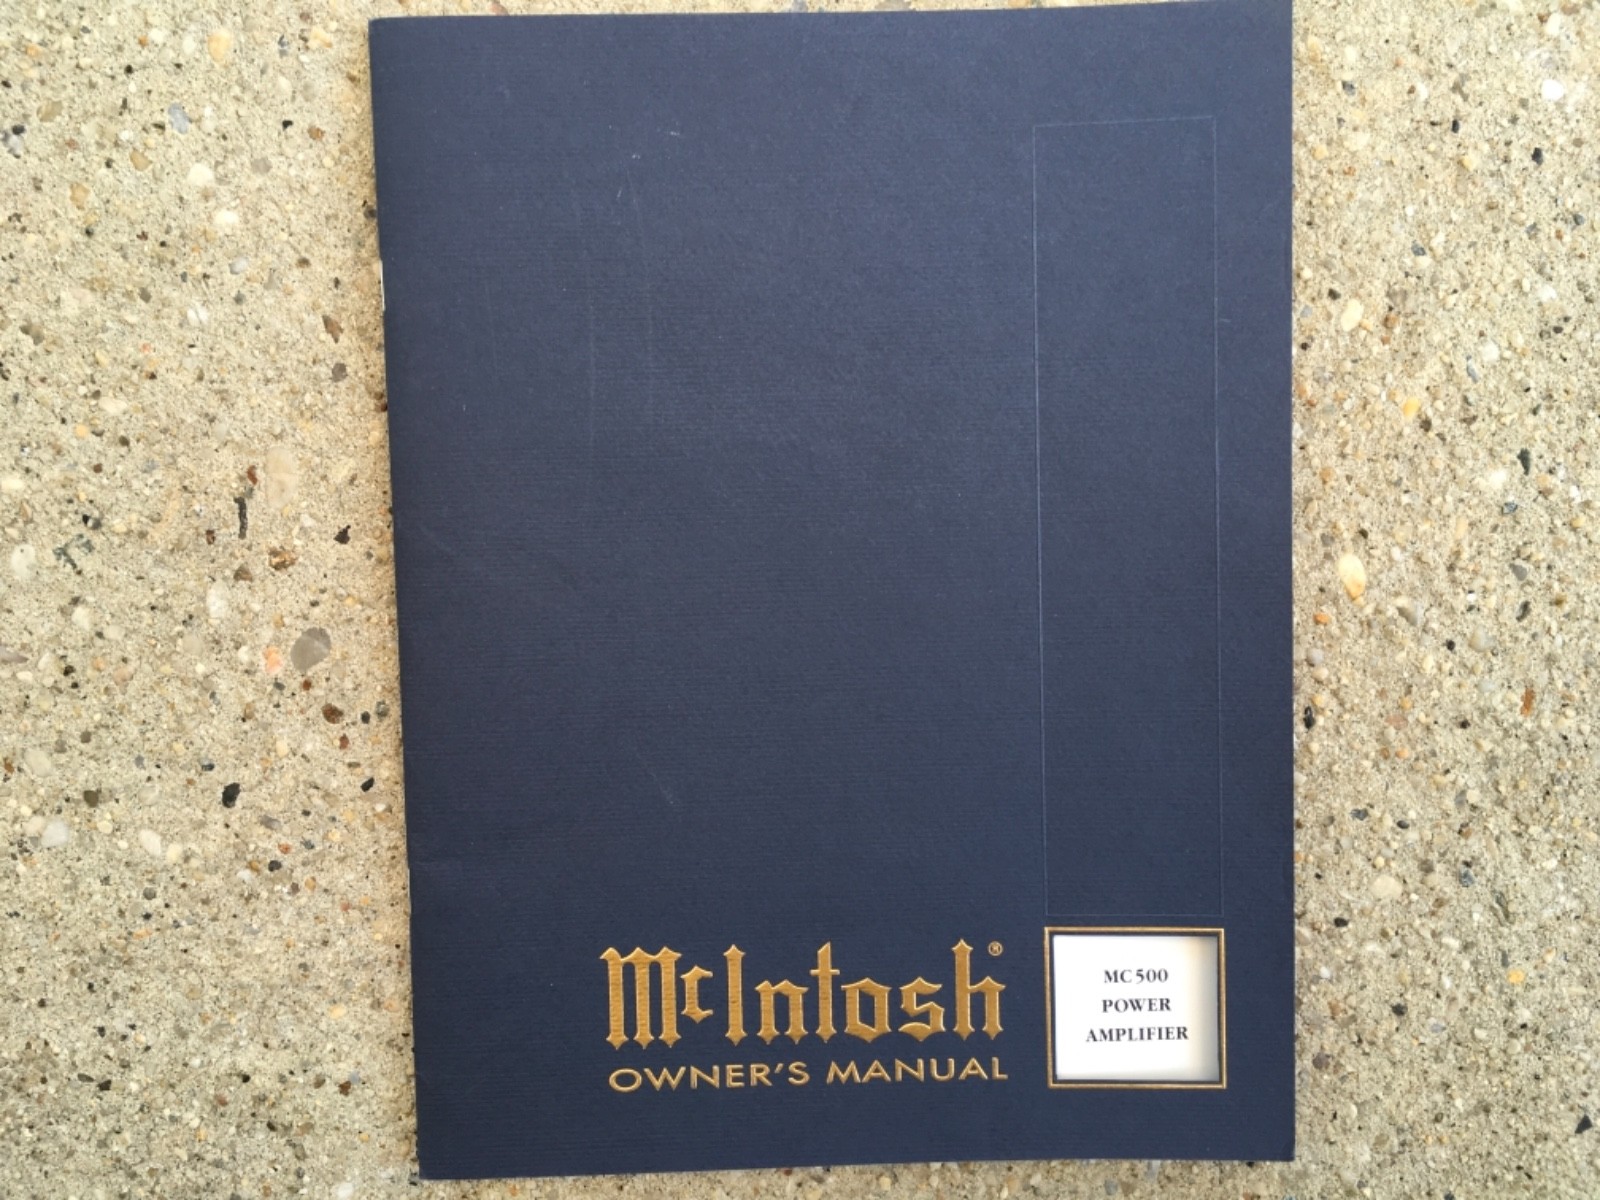 McIntosh®
OWNER'S MANUAL
MC500
POWER
AMPLIFIER